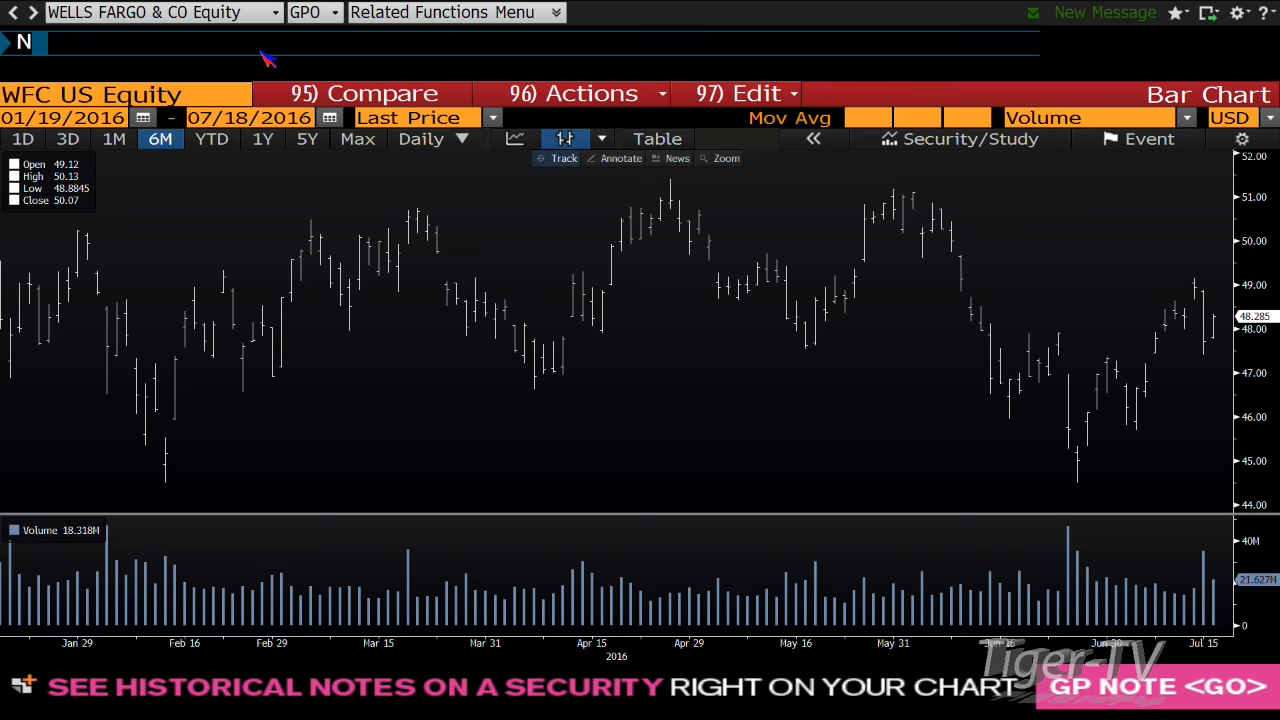 WELLS FARGO & CO Equity GPO Related Functions Menu New Message ?
N
WFC US Equity 95) Compare 96) Actions 97) Edit Bar Chart
01/19/2016 - 07/18/2016 Last Price Mov Avg Volume USD
1D 3D 1M 6M YTD 1Y 5Y Max Daily Table Security/Study Event
Track Annotate News Zoom
Open 49.12
High 50.13
Low 48.8845
Close 50.07
52.00
51.00
50.00
49.00
48.285
48.00
47.00
46.00
45.00
44.00
Volume 18.318M
40M
21.627M
0
Jan 29 Feb 16 Feb 29 Mar 15 Mar 31 Apr 15 Apr 29 May 16 May 31 Jun 15 Jun 30 Jul 15
2016
Tiger-TV
SEE HISTORICAL NOTES ON A SECURITY RIGHT ON YOUR CHART GP NOTE <GO>